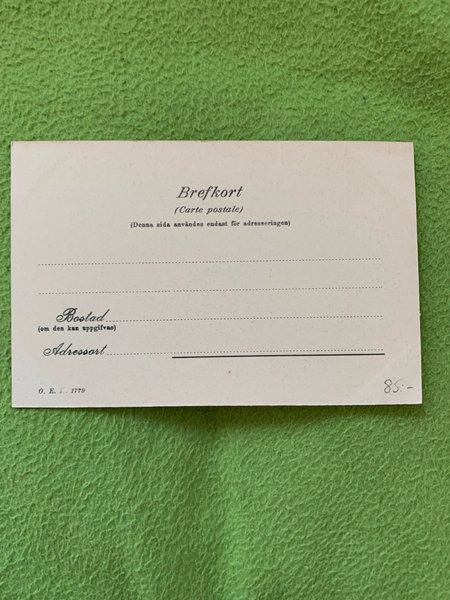 Brefkort
(Carte postale)
(Denna sida användes endast för adresseringen)
Bostad
(om den kan uppgifvas)
Adressort
O. E. 1779
85:-